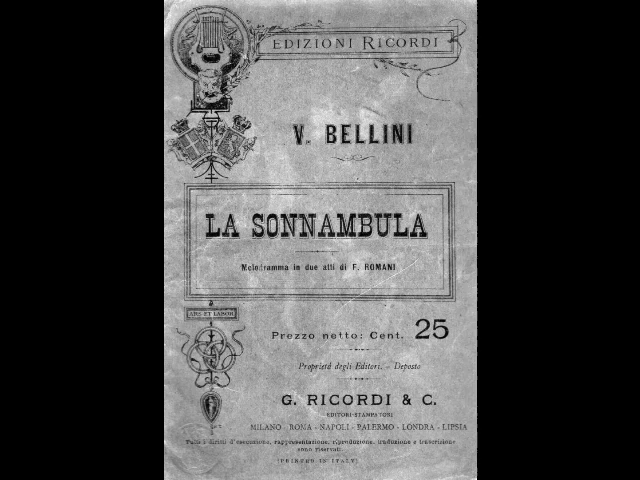 EDIZIONI RICORDI
V. BELLINI
LA SONNAMBULA
Melodramma in due atti di F. ROMANI
ARS ET LABOR
Prezzo netto: Cent. 25
Proprietà degli Editori. – Deposto
G. RICORDI & C.
EDITORI-STAMPATORI
MILANO - ROMA - NAPOLI - PALERMO - LONDRA - LIPSIA
Tutti i diritti d'esecuzione, rappresentazione, riproduzione, traduzione e trascrizione
sono riservati.
(PRINTED IN ITALY)